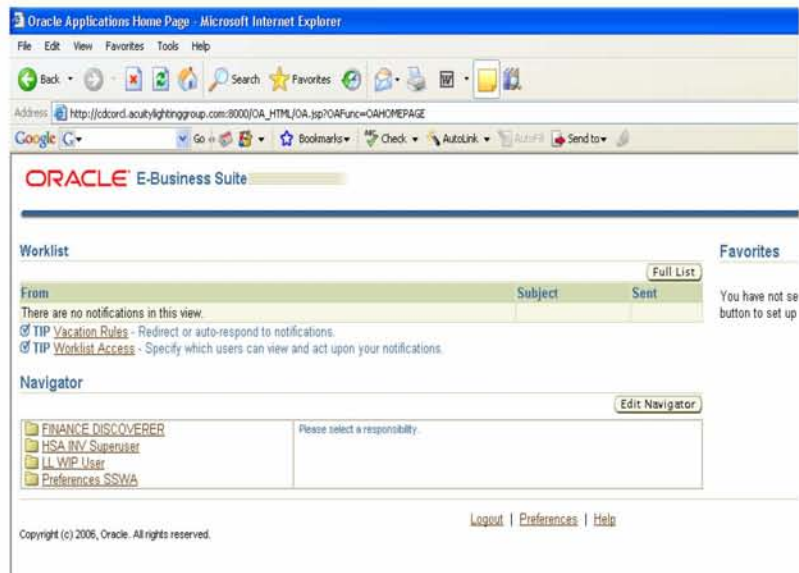 Oracle Applications Home Page - Microsoft Internet Explorer
File Edit View Favorites Tools Help
Back Search Favorites
Address http://cdcorcl.acuitylightinggroup.com:8000/OA_HTML/OA.jsp?OAFunc=OAHOMEPAGE
Google G Go Bookmarks Check AutoLink AutoFill Send to
ORACLE E-Business Suite
Worklist
Full List
From Subject Sent
There are no notifications in this view.
TIP Vacation Rules - Redirect or auto-respond to notifications.
TIP Worklist Access - Specify which users can view and act upon your notifications.
Navigator
Edit Navigator
FINANCE DISCOVERER
HSA INV Superuser
LL WIP User
Preferences SSWA
Please select a responsibility.
Favorites
You have not se
button to set up
Logout | Preferences | Help
Copyright (c) 2006, Oracle. All rights reserved.